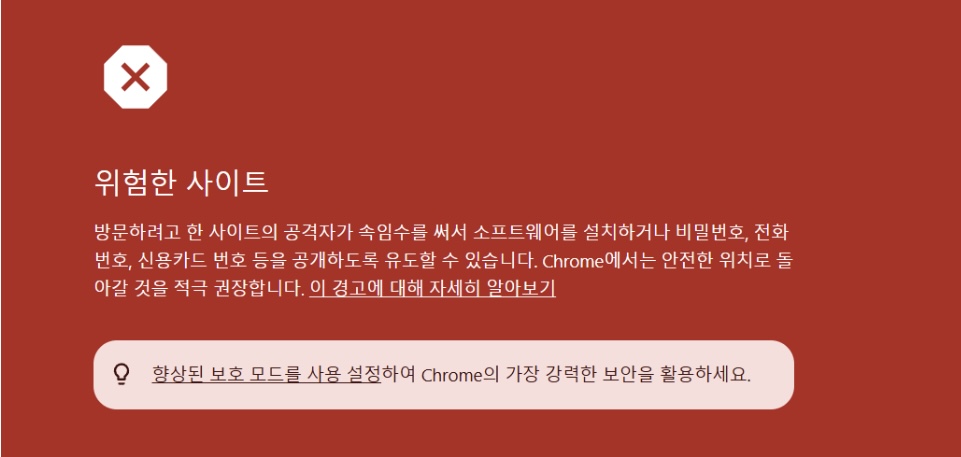 위험한 사이트
방문하려고 한 사이트의 공격자가 속임수를 써서 소프트웨어를 설치하거나 비밀번호, 전화
번호, 신용카드 번호 등을 공개하도록 유도할 수 있습니다. Chrome에서는 안전한 위치로 돌
아갈 것을 적극 권장합니다. 이 경고에 대해 자세히 알아보기
향상된 보호 모드를 사용 설정하여 Chrome의 가장 강력한 보안을 활용하세요.